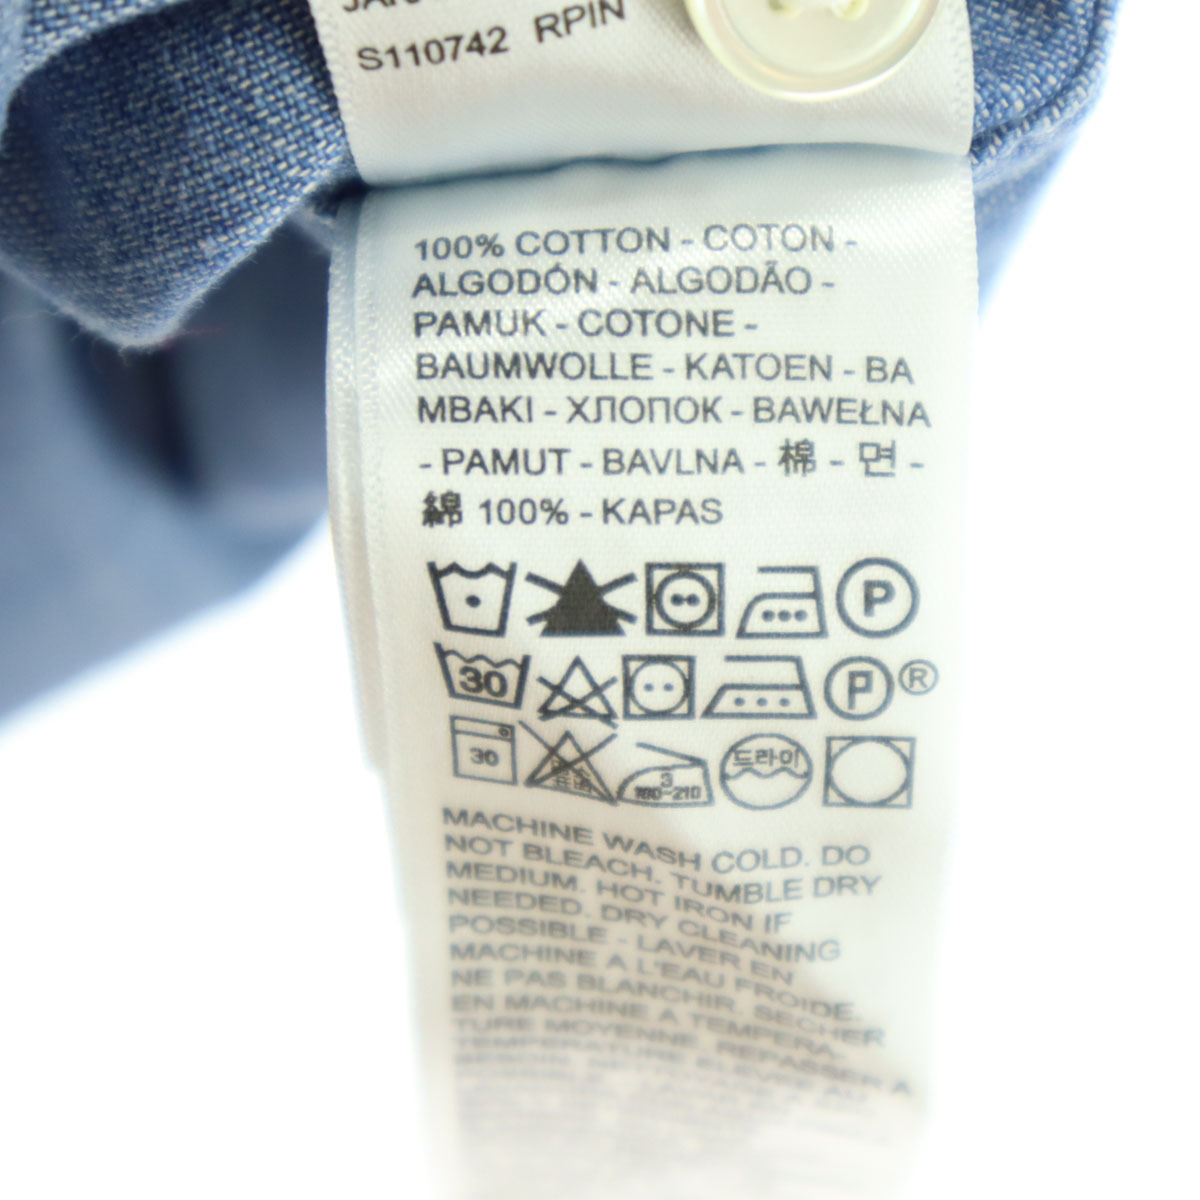 S110742 RPIN
100% COTTON - COTON -
ALGODÓN - ALGODÃO -
PAMUK - COTONE -
BAUMWOLLE - KATOEN - BA
MBAKI - ХЛОПОК - BAWEŁNA
- PAMUT - BAVLNA - 棉 - 면 -
綿 100% - KAPAS
P
30 P ®
30 3 180~210 드라이
MACHINE WASH COLD. DO
NOT BLEACH. TUMBLE DRY
MEDIUM. HOT IRON IF
NEEDED. DRY CLEANING
POSSIBLE - LAVER EN
MACHINE A L'EAU FROIDE.
NE PAS BLANCHIR. SECHER
EN MACHINE A TEMPERA-
TURE MOYENNE. REPASSER A
TEMPERATURE ELEVEE AU